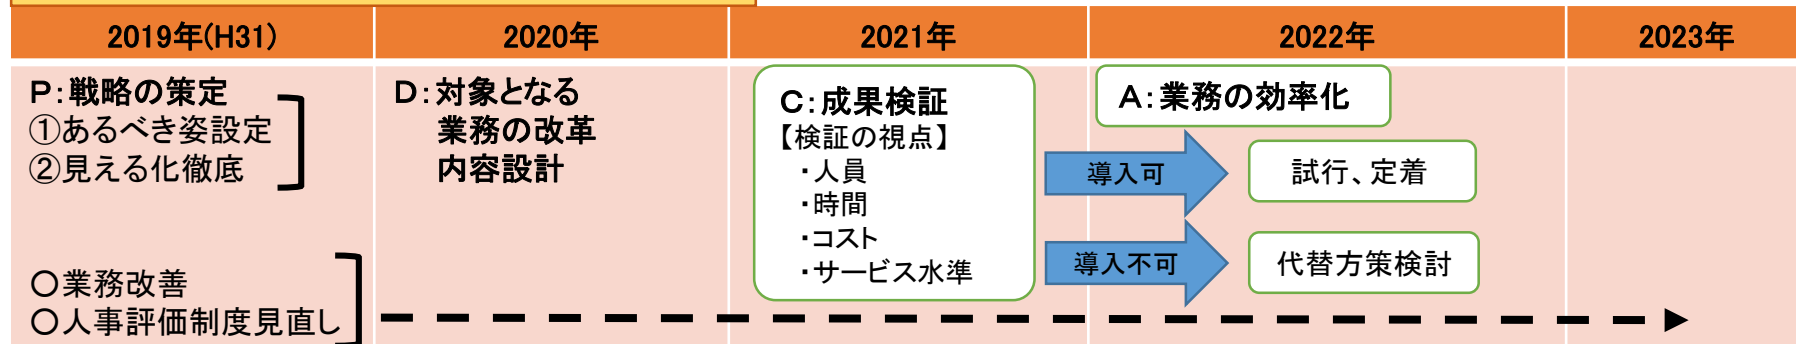 2019年(H31)
2020年
2021年
2022年
2023年
P:戦略の策定
①あるべき姿設定
②見える化徹底
〇業務改善
〇人事評価制度見直し
D:対象となる
業務の改革
内容設計
C:成果検証
【検証の視点】
・人員
・時間
・コスト
・サービス水準
導入可
導入不可
A:業務の効率化
試行、定着
代替方策検討